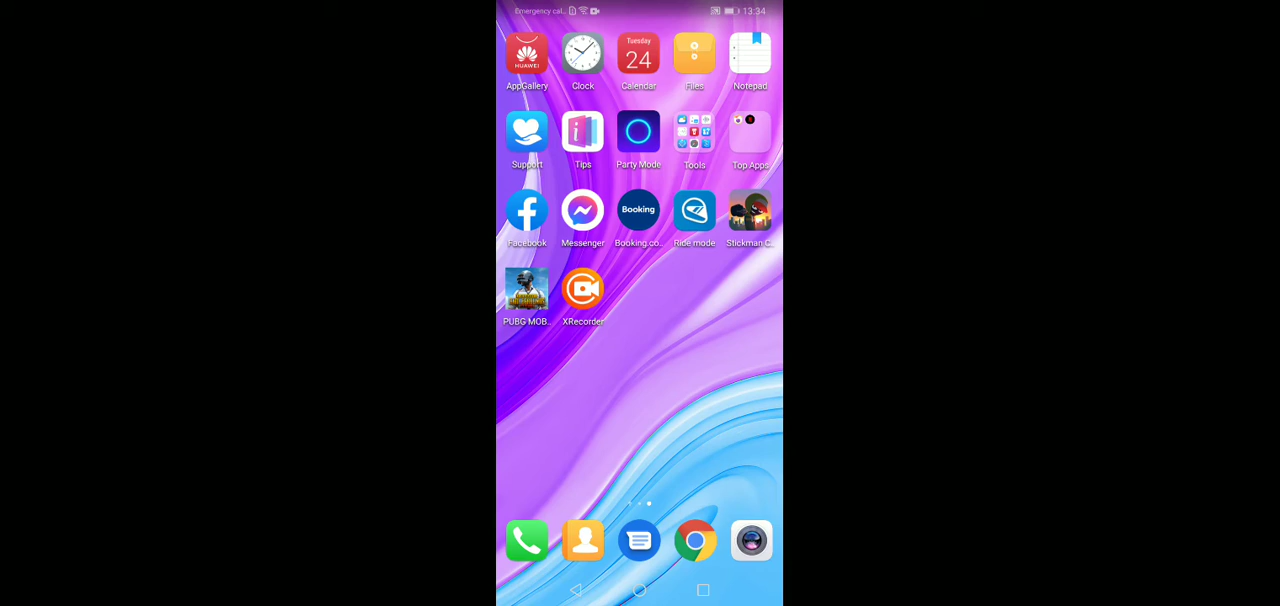 Emergency cal... 13:34
HUAWEI
Tuesday
24
AppGallery Clock Calendar Files Notepad
Support Tips Party Mode Tools Top Apps
Booking
Facebook Messenger Booking.co.. Ride mode Stickman C..
PUBG MOB.. XRecorder